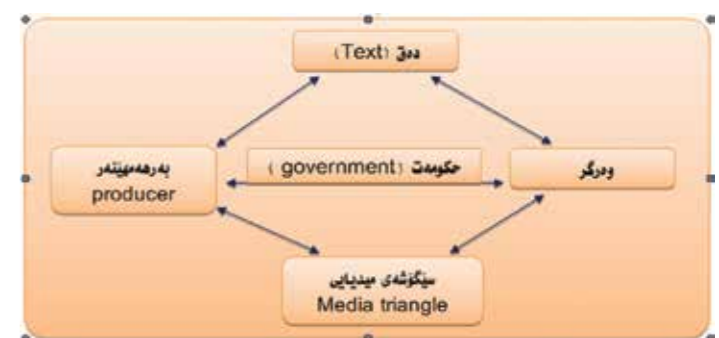 دەق (Text)
بەرهەمهێنەر
producer
حکومەت (government )
وەرگر
سێگۆشەی میدیایی
Media triangle